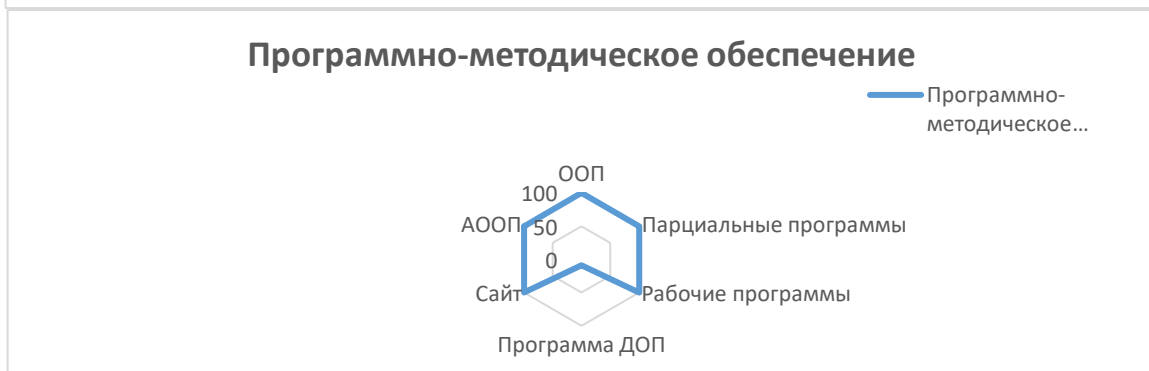 Программно-методическое обеспечение
Программно-
методическое…
ООП
100
АООП
50
Парциальные программы
0
Сайт
Рабочие программы
Программа ДОП